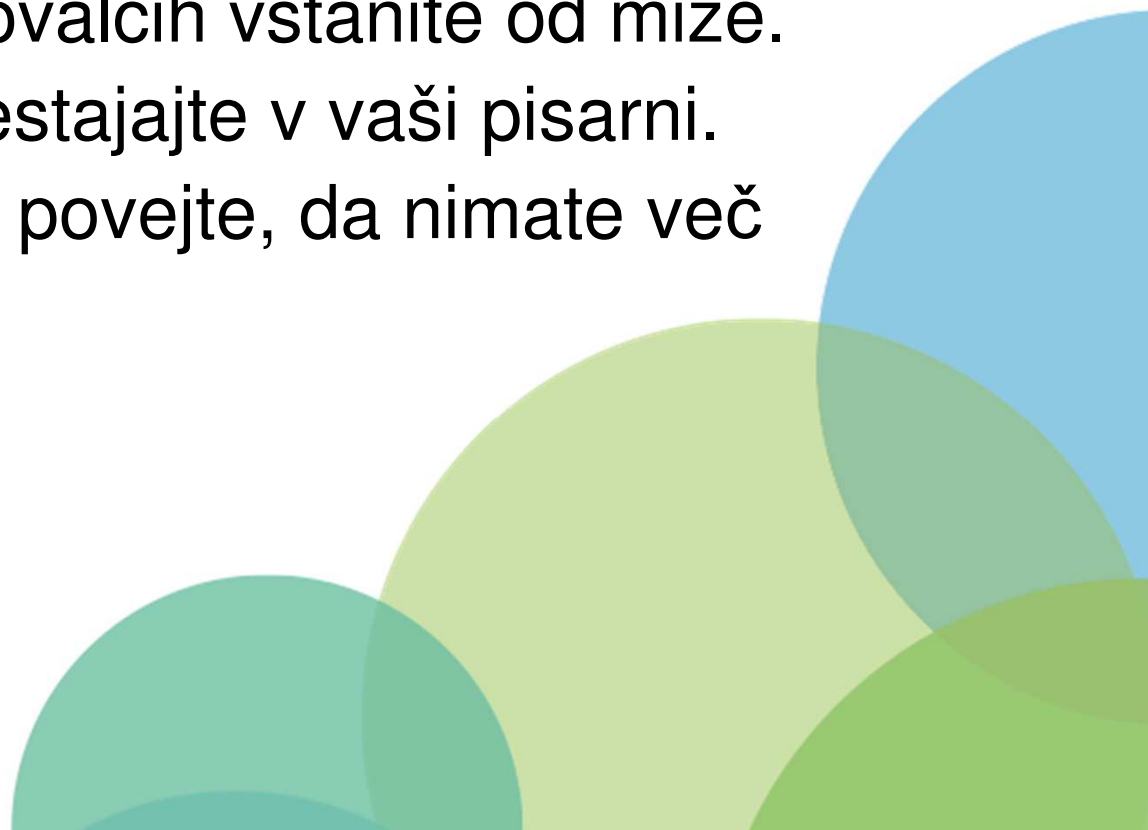 ovalcih vstanite od mize.
estajajte v vaši pisarni.
povejte, da nimate več